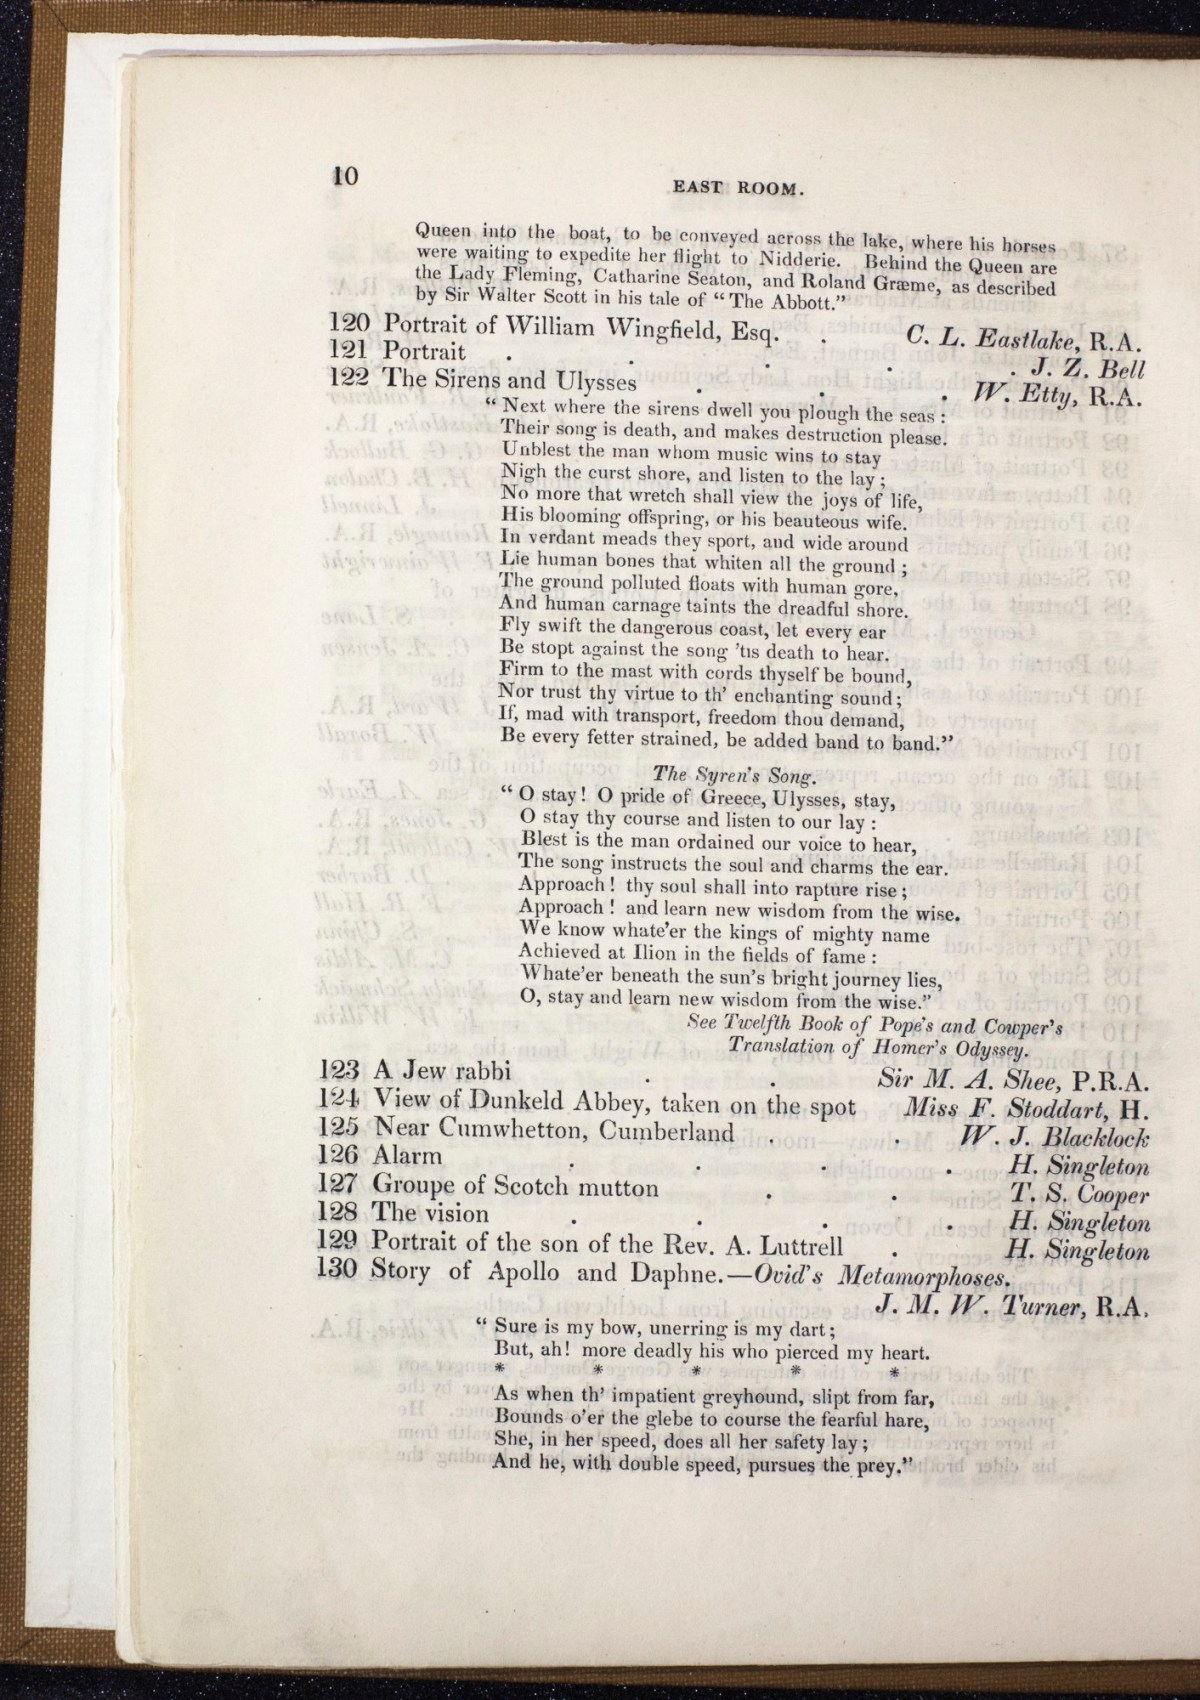 10
EAST ROOM.
Queen into the boat, to be conveyed across the lake, where his horses
were waiting to expedite her flight to Nidderie. Behind the Queen are
the Lady Fleming, Catharine Seaton, and Roland Græme, as described
by Sir Walter Scott in his tale of “The Abbott.”
120 Portrait of William Wingfield, Esq. . C. L. Eastlake, R.A.
121 Portrait . . . . . J. Z. Bell
122 The Sirens and Ulysses . . . W. Etty, R.A.
“Next where the sirens dwell you plough the seas :
Their song is death, and makes destruction please.
Unblest the man whom music wins to stay
Nigh the curst shore, and listen to the lay ;
No more that wretch shall view the joys of life,
His blooming offspring, or his beauteous wife.
In verdant meads they sport, and wide around
Lie human bones that whiten all the ground ;
The ground polluted floats with human gore,
And human carnage taints the dreadful shore.
Fly swift the dangerous coast, let every ear
Be stopt against the song ’tis death to hear.
Firm to the mast with cords thyself be bound,
Nor trust thy virtue to th’ enchanting sound ;
If, mad with transport, freedom thou demand,
Be every fetter strained, be added band to band.”
The Syren’s Song.
“O stay! O pride of Greece, Ulysses, stay,
O stay thy course and listen to our lay :
Blest is the man ordained our voice to hear,
The song instructs the soul and charms the ear.
Approach ! thy soul shall into rapture rise ;
Approach ! and learn new wisdom from the wise.
We know whate’er the kings of mighty name
Achieved at Ilion in the fields of fame :
Whate’er beneath the sun’s bright journey lies,
O, stay and learn new wisdom from the wise.”
See Twelfth Book of Pope’s and Cowper’s
Translation of Homer’s Odyssey.
123 A Jew rabbi . . Sir M. A. Shee, P.R.A.
124 View of Dunkeld Abbey, taken on the spot Miss F. Stoddart, H.
125 Near Cumwhetton, Cumberland . . W. J. Blacklock
126 Alarm . . . . H. Singleton
127 Groupe of Scotch mutton . . T. S. Cooper
128 The vision . . . . H. Singleton
129 Portrait of the son of the Rev. A. Luttrell . H. Singleton
130 Story of Apollo and Daphne.—Ovid’s Metamorphoses.
J. M. W. Turner, R.A.
“Sure is my bow, unerring is my dart ;
But, ah! more deadly his who pierced my heart.
* * * * *
As when th’ impatient greyhound, slipt from far,
Bounds o’er the glebe to course the fearful hare,
She, in her speed, does all her safety lay ;
And he, with double speed, pursues the prey.”